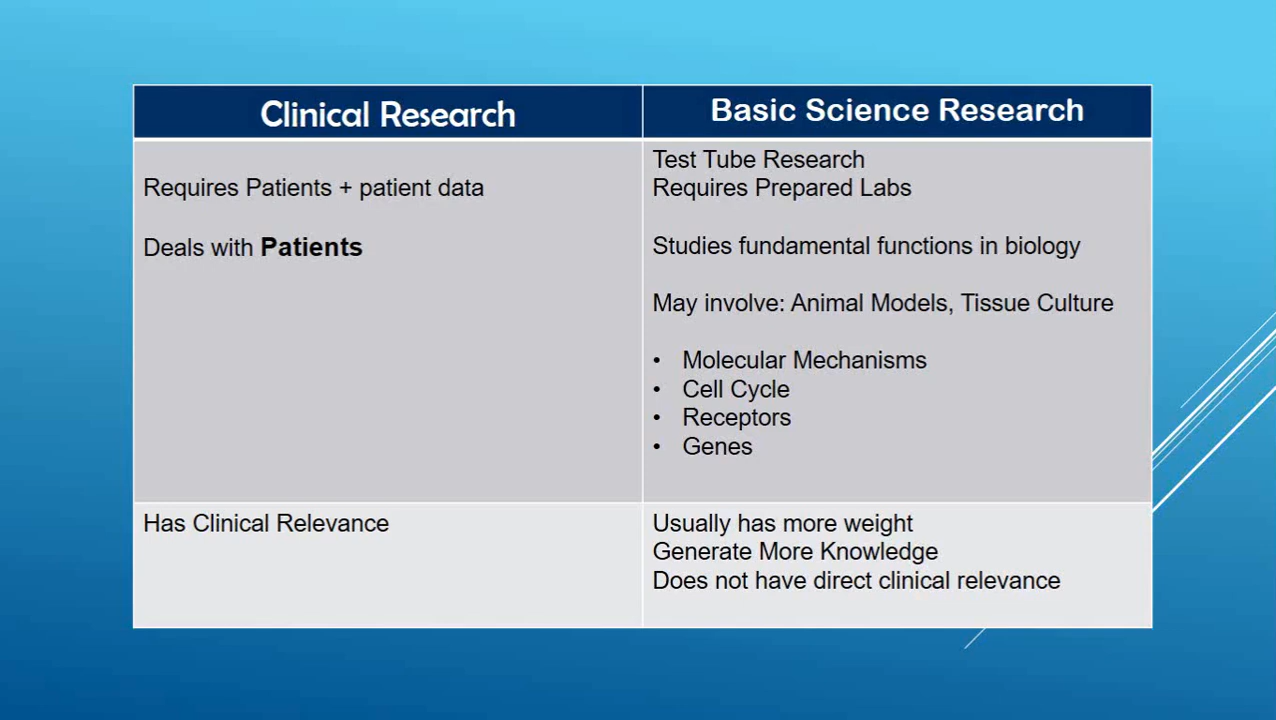 Clinical Research
Basic Science Research
Requires Patients + patient data
Deals with Patients
Test Tube Research
Requires Prepared Labs
Studies fundamental functions in biology
May involve: Animal Models, Tissue Culture
• Molecular Mechanisms
• Cell Cycle
• Receptors
• Genes
Has Clinical Relevance
Usually has more weight
Generate More Knowledge
Does not have direct clinical relevance